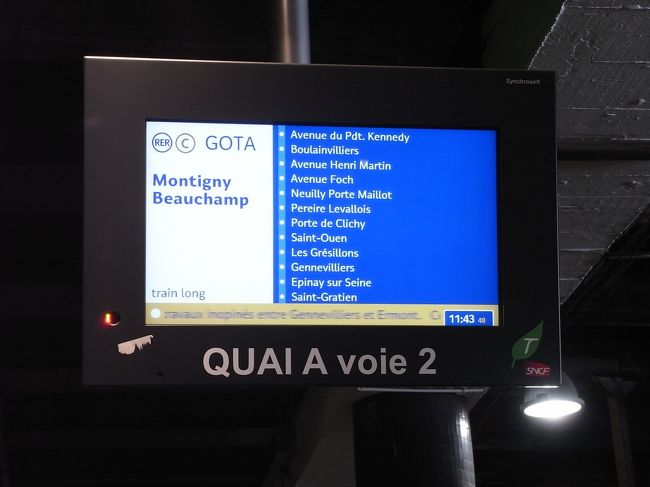 Synchrosoft
RER C GOTA
Montigny
Beauchamp
train long
Avenue du Pdt. Kennedy
Boulainvilliers
Avenue Henri Martin
Avenue Foch
Neuilly Porte Maillot
Pereire Levallois
Porte de Clichy
Saint-Ouen
Les Grésillons
Gennevilliers
Epinay sur Seine
Saint-Gratien
ravaux inopinés entre Gennevilliers et Ermont.
11:43 48
QUAI A voie 2
T
SNCF